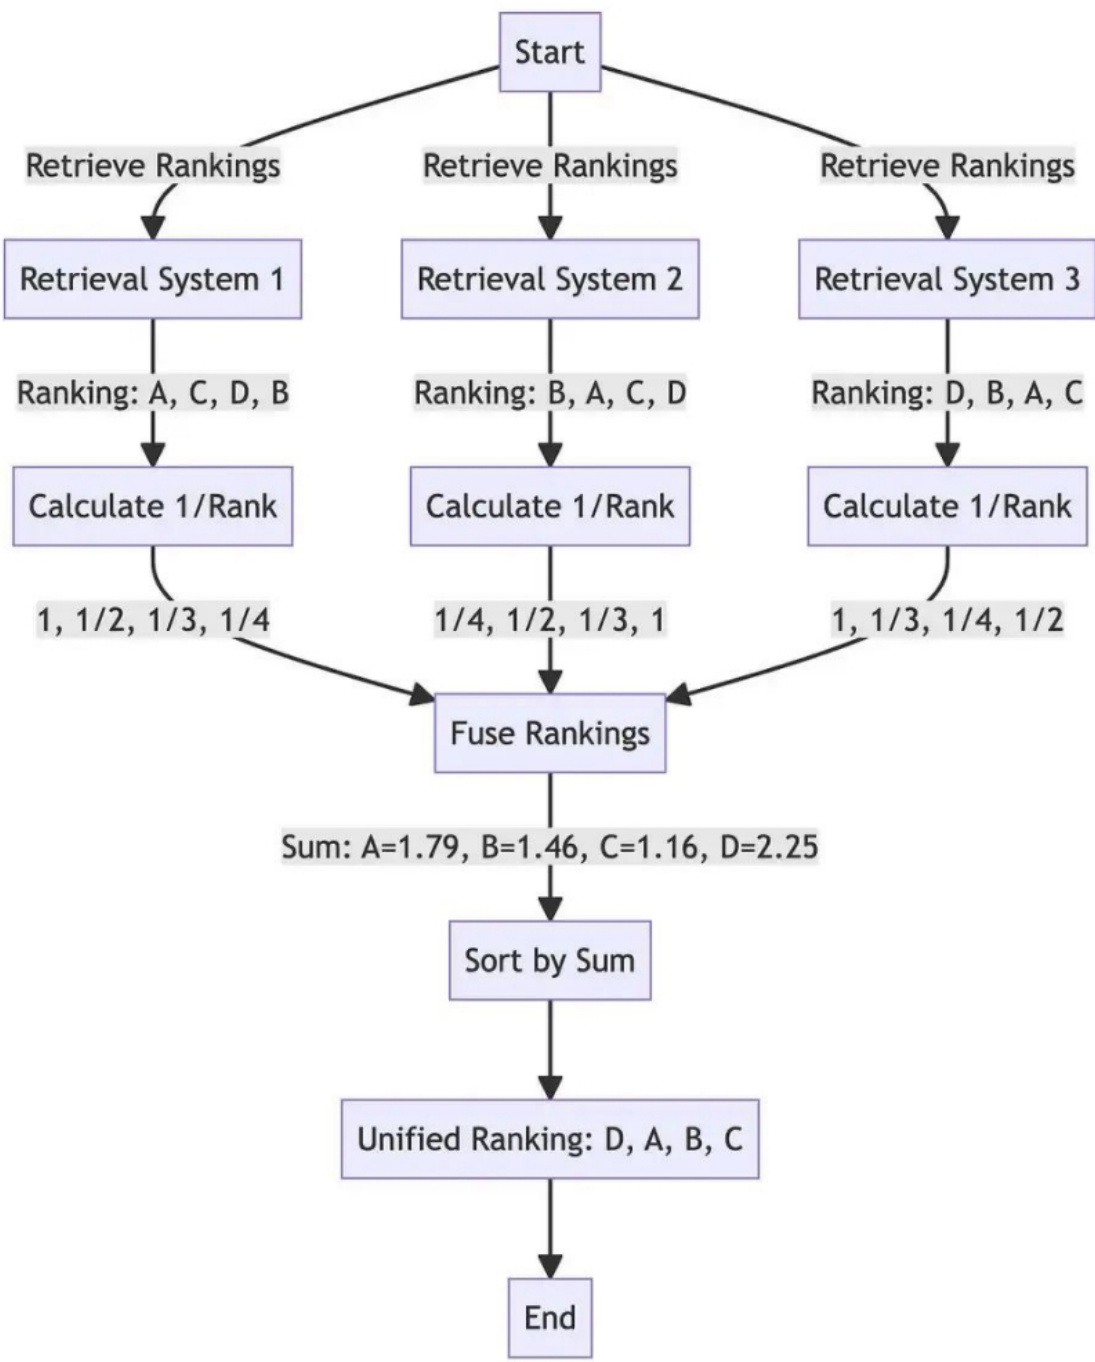 Start
Retrieve Rankings
Retrieve Rankings
Retrieve Rankings
Retrieval System 1
Retrieval System 2
Retrieval System 3
Ranking: A, C, D, B
Ranking: B, A, C, D
Ranking: D, B, A, C
Calculate 1/Rank
Calculate 1/Rank
Calculate 1/Rank
1, 1/2, 1/3, 1/4
1/4, 1/2, 1/3, 1
1, 1/3, 1/4, 1/2
Fuse Rankings
Sum: A=1.79, B=1.46, C=1.16, D=2.25
Sort by Sum
Unified Ranking: D, A, B, C
End